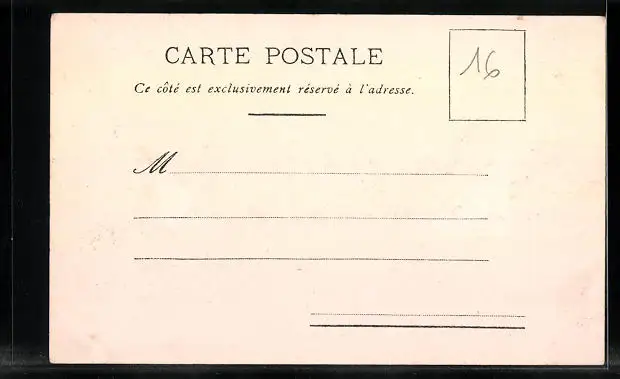 CARTE POSTALE
16
Ce côté est exclusivement réservé à l'adresse.
M